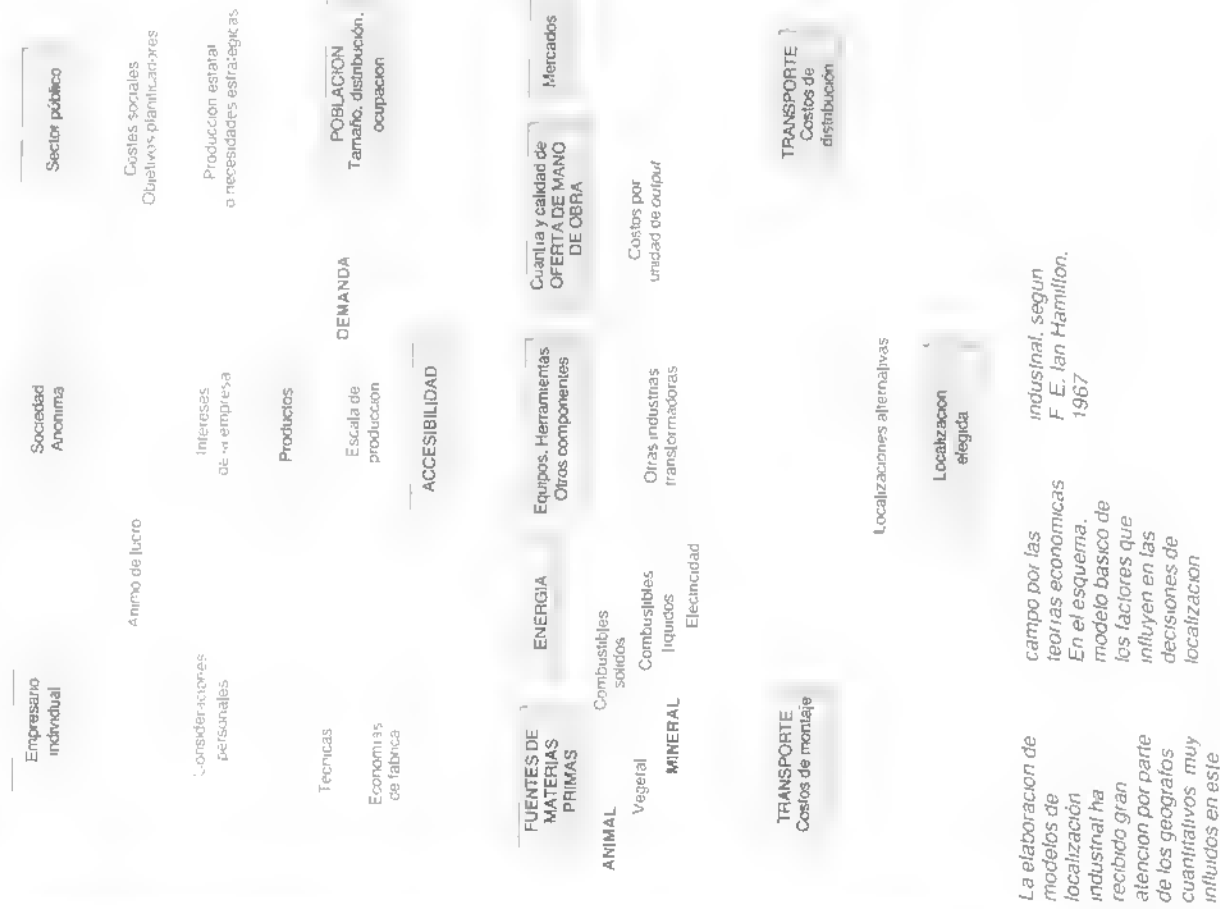 Empresario
individual
Sociedad
Anonima
Sector público
Animo de lucro
Costes sociales
Objetivos planificadores
Consideraciones
personales
Intereses
de la empresa
Producción estatal
o necesidades estrategicas
Productos
Tecnicas
Economias
de fabrica
Escala de
produccion
DEMANDA
POBLACION
Tamaño, distribución,
ocupacion
ACCESIBILIDAD
FUENTES DE
MATERIAS
PRIMAS
ENERGIA
Equipos. Herramientas
Otros componentes
Cuantia y calidad de
OFERTA DE MANO
DE OBRA
Mercados
ANIMAL
Vegetal
MINERAL
Combustibles
solidos
Combustibles
liquidos
Electricidad
Otras industrias
transformadoras
Costos por
unidad de output
TRANSPORTE
Costos de montaje
TRANSPORTE
Costos de
distribución
Localizaciones alternativas
Localizacion
elegida
La elaboracion de
modelos de
localización
industrial ha
recibido gran
atencion por parte
de los geografos
cuantitativos muy
influidos en este
campo por las
teorias economicas
En el esquema.
modelo basico de
los factores que
influyen en las
decisiones de
localizacion
industrial, segun
F E. Ian Hamilton.
1967